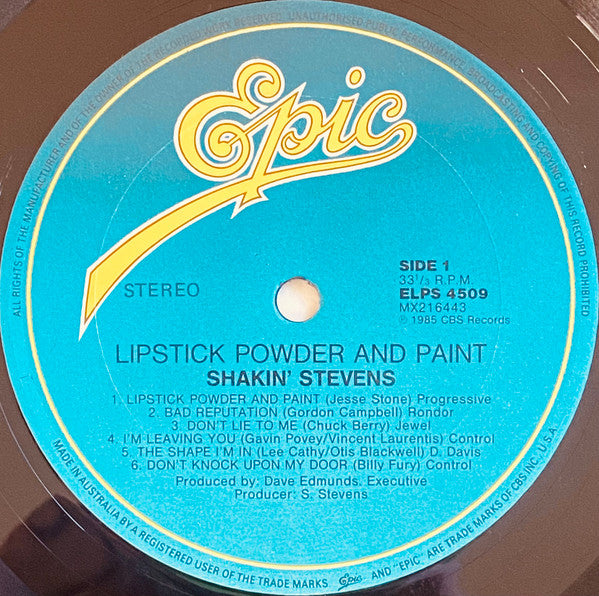 ALL RIGHTS OF THE MANUFACTURER AND OF THE OWNER OF THE RECORDED WORK RESERVED. UNAUTHORISED PUBLIC PERFORMANCE, BROADCASTING AND COPYING OF THIS RECORD PROHIBITED
Epic
STEREO
SIDE 1
33 1/3 R.P.M.
ELPS 4509
MX216443
℗ 1985 CBS Records
LIPSTICK POWDER AND PAINT
SHAKIN' STEVENS
1. LIPSTICK POWDER AND PAINT (Jesse Stone) Progressive
2. BAD REPUTATION (Gordon Campbell) Rondor
3. DON'T LIE TO ME (Chuck Berry) Jewel
4. I'M LEAVING YOU (Gavin Povey/Vincent Laurentis) Control
5. THE SHAPE I'M IN (Lee Cathy/Otis Blackwell) D. Davis
6. DON'T KNOCK UPON MY DOOR (Billy Fury) Control
Produced by: Dave Edmunds. Executive
Producer: S. Stevens
MADE IN AUSTRALIA BY A REGISTERED USER OF THE TRADE MARKS. Epic AND "EPIC" ARE TRADE MARKS OF CBS INC. U.S.A.